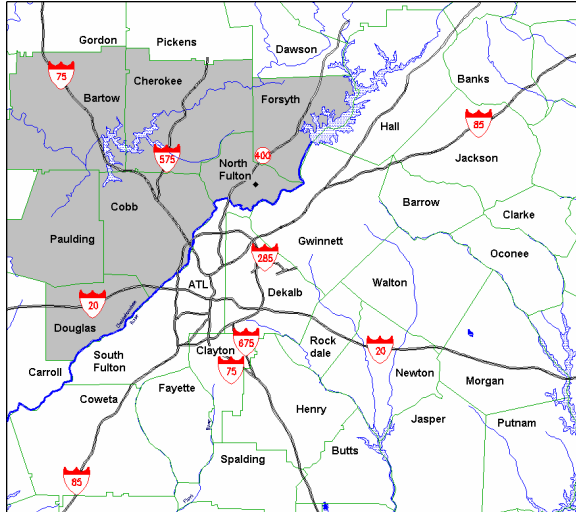 Gordon
Pickens
Dawson
75
Banks
Cherokee
Bartow
Forsyth
85
Hall
575
400
North
Fulton
Jackson
Cobb
Barrow
Clarke
Paulding
Gwinnett
285
Oconee
ATL
Walton
20
Dekalb
Douglas
675
Rock
dale
20
South
Fulton
Clayton
75
Carroll
Newton
Morgan
Coweta
Fayette
Henry
Jasper
Putnam
Butts
Spalding
85